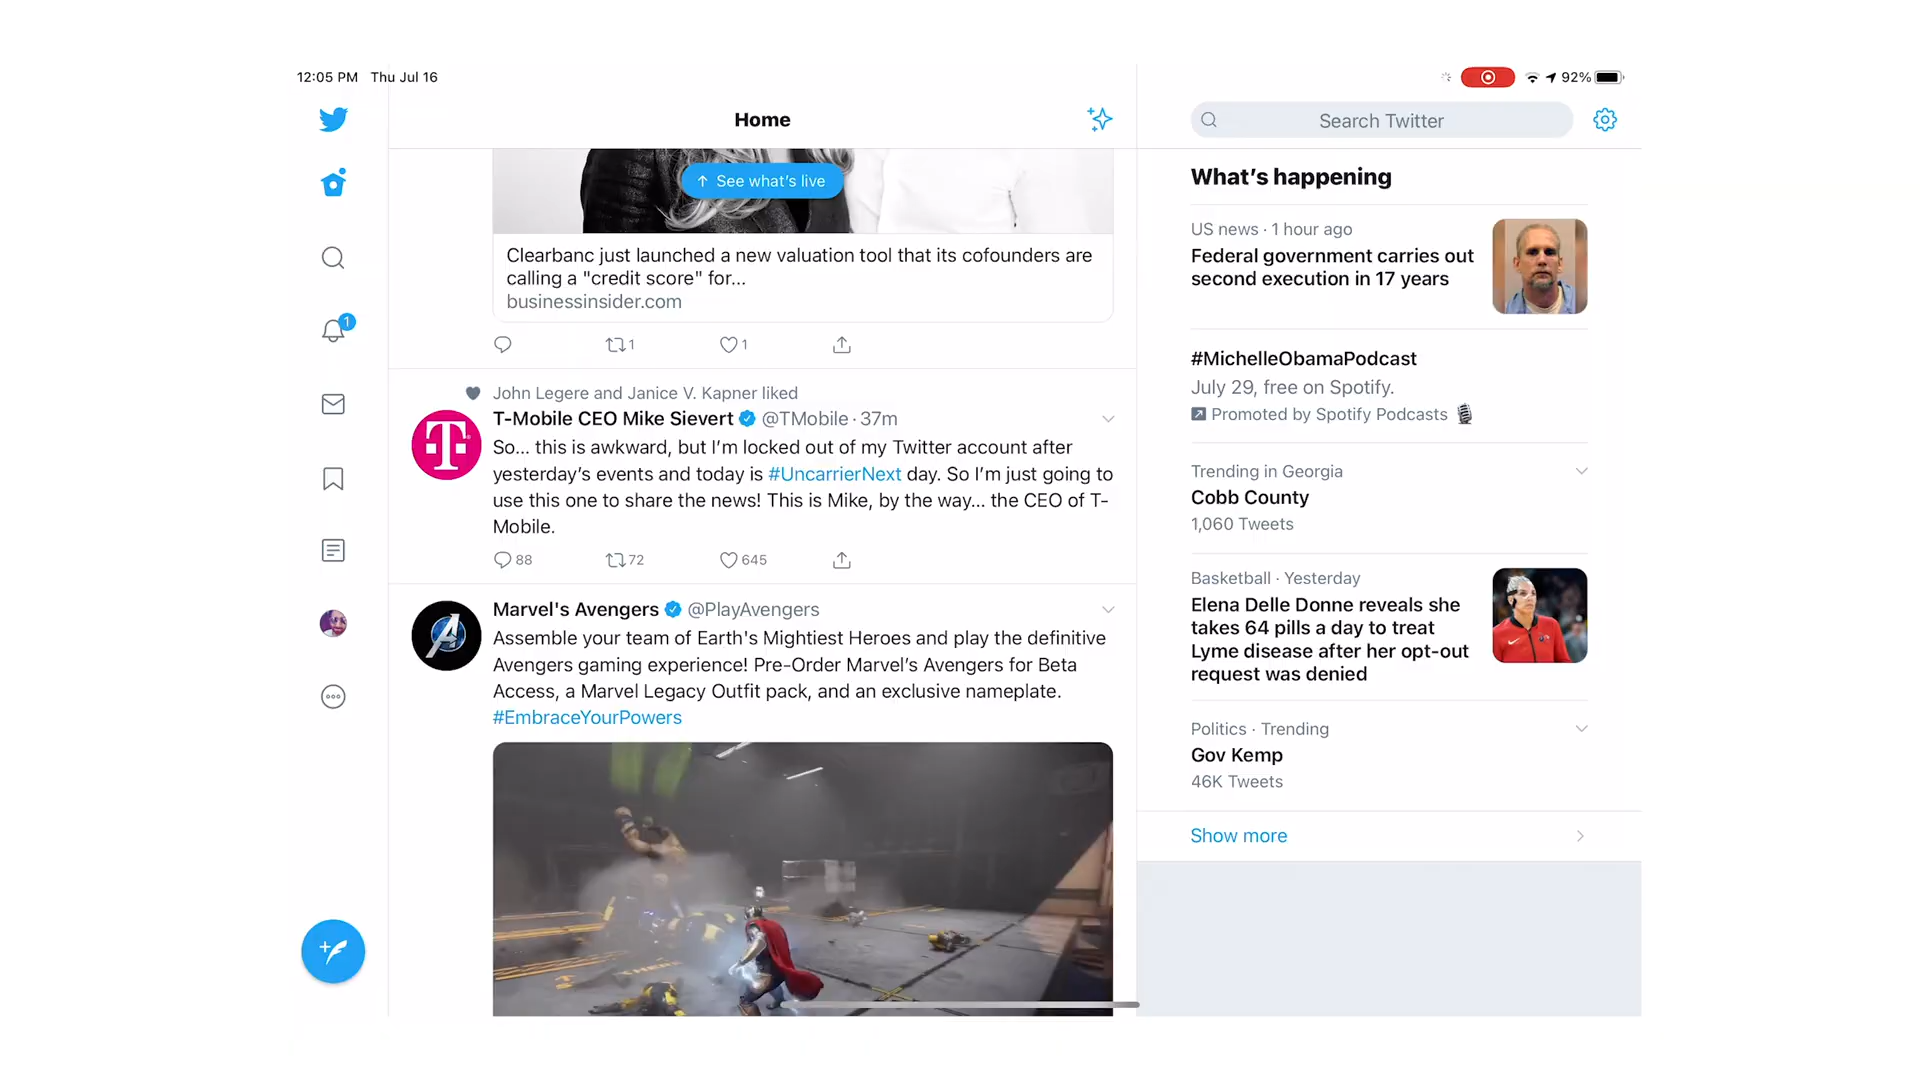 12:05 PM Thu Jul 16
92%
Home
Search Twitter
↑ See what's live
Clearbanc just launched a new valuation tool that its cofounders are
calling a "credit score" for...
businessinsider.com
1 1
1
John Legere and Janice V. Kapner liked
T-Mobile CEO Mike Sievert @TMobile · 37m
So... this is awkward, but I'm locked out of my Twitter account after
yesterday's events and today is #UncarrierNext day. So I'm just going to
use this one to share the news! This is Mike, by the way... the CEO of T-
Mobile.
88 72 645
Marvel's Avengers @PlayAvengers
Assemble your team of Earth's Mightiest Heroes and play the definitive
Avengers gaming experience! Pre-Order Marvel's Avengers for Beta
Access, a Marvel Legacy Outfit pack, and an exclusive nameplate.
#EmbraceYourPowers
What's happening
US news · 1 hour ago
Federal government carries out
second execution in 17 years
#MichelleObamaPodcast
July 29, free on Spotify.
Promoted by Spotify Podcasts
Trending in Georgia
Cobb County
1,060 Tweets
Basketball · Yesterday
Elena Delle Donne reveals she
takes 64 pills a day to treat
Lyme disease after her opt-out
request was denied
Politics · Trending
Gov Kemp
46K Tweets
Show more